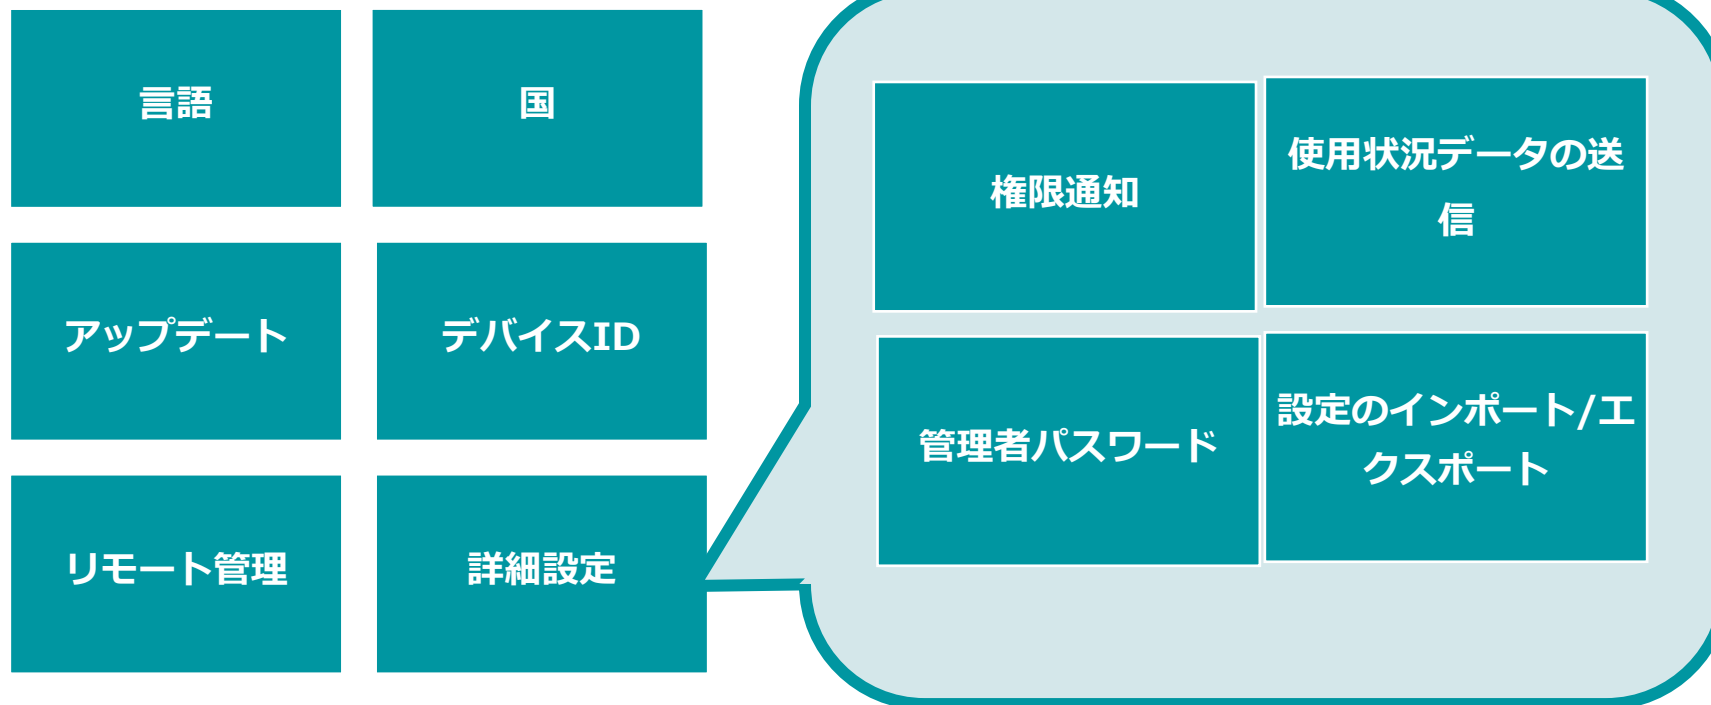 言語
国
アップデート
デバイスID
リモート管理
詳細設定
権限通知
使用状況データの送
信
管理者パスワード
設定のインポート/エ
クスポート